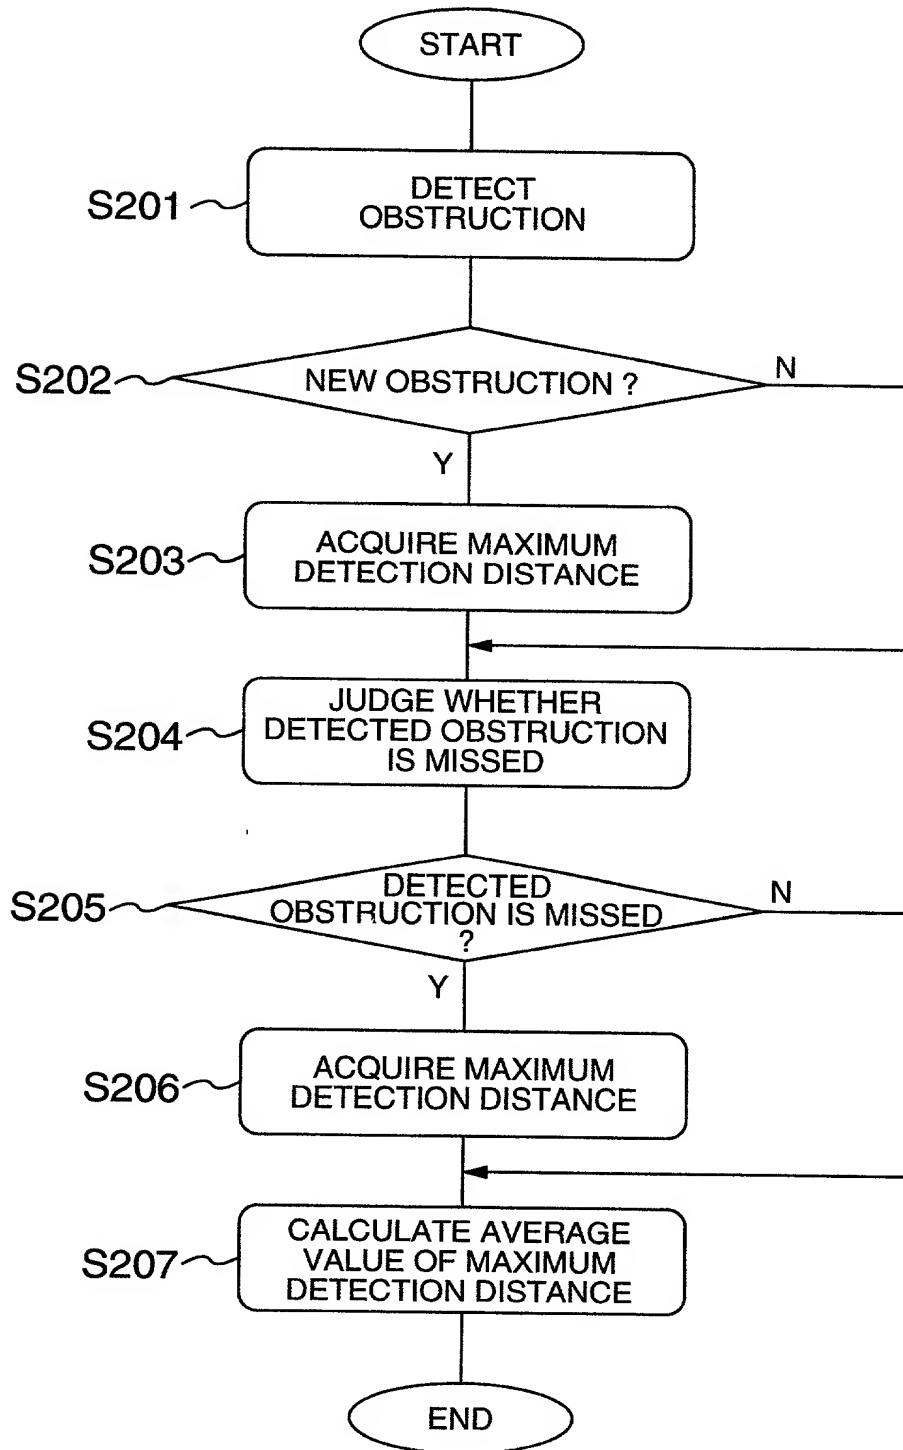 START
S201
DETECT
OBSTRUCTION
S202
NEW OBSTRUCTION ?
N
Y
S203
ACQUIRE MAXIMUM
DETECTION DISTANCE
S204
JUDGE WHETHER
DETECTED OBSTRUCTION
IS MISSED
S205
DETECTED
OBSTRUCTION IS MISSED
?
N
Y
S206
ACQUIRE MAXIMUM
DETECTION DISTANCE
S207
CALCULATE AVERAGE
VALUE OF MAXIMUM
DETECTION DISTANCE
END